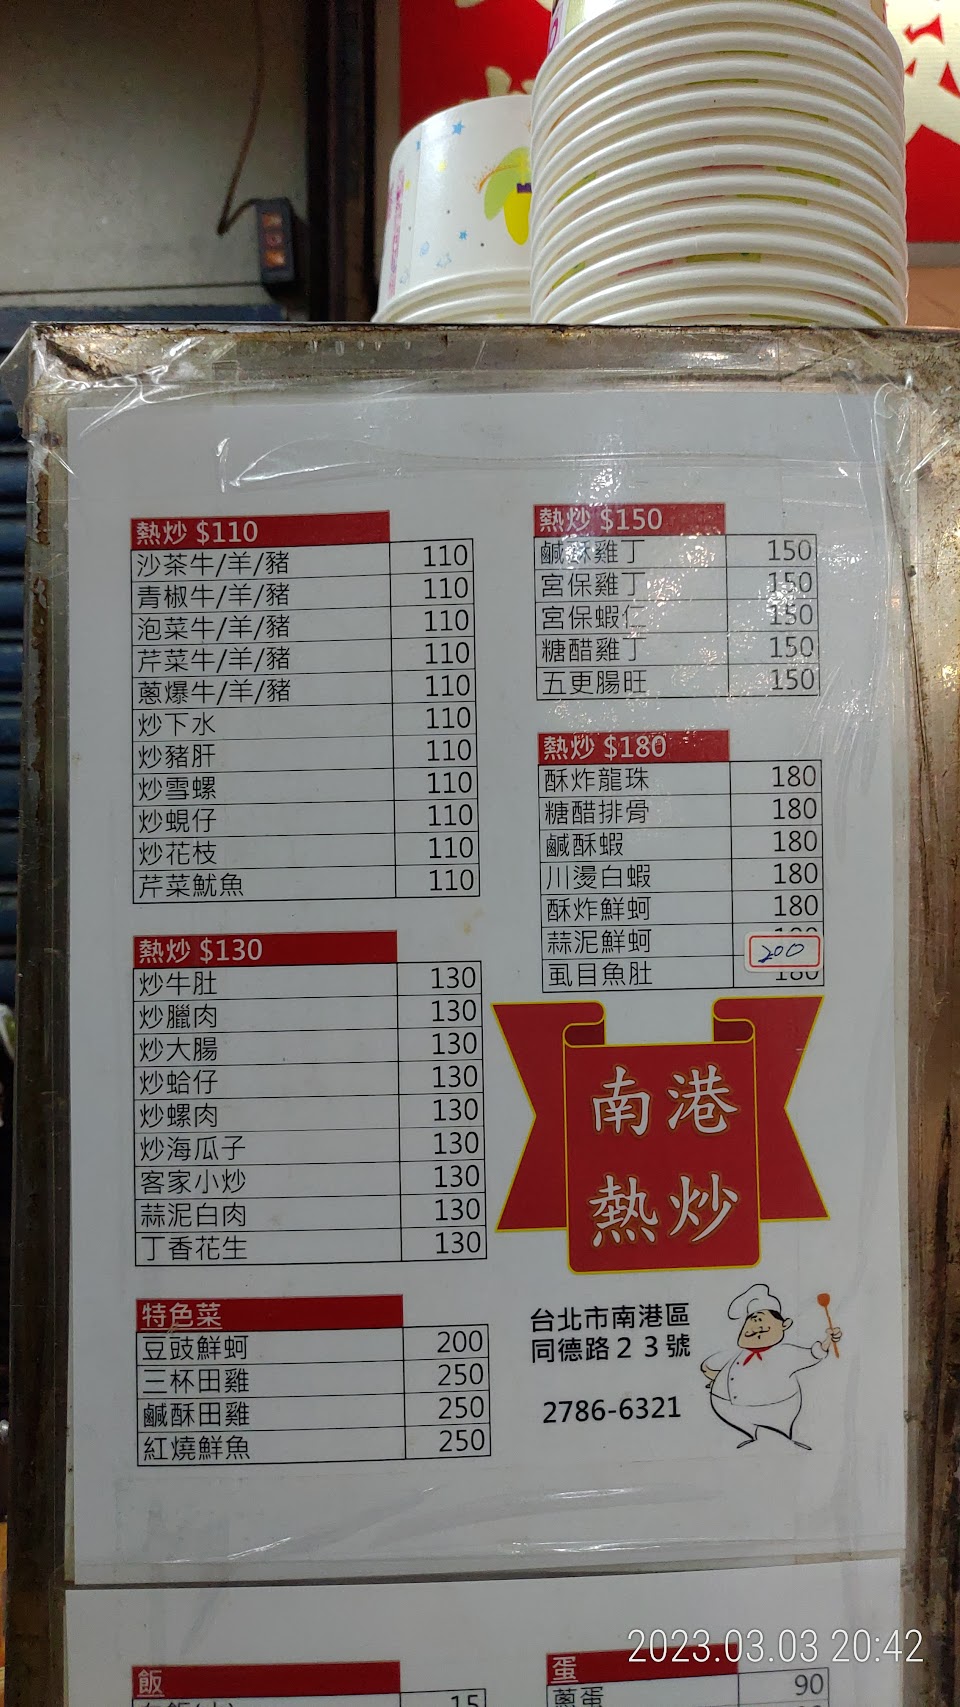 熱炒 $110
沙茶牛/羊/豬 110
青椒牛/羊/豬 110
泡菜牛/羊/豬 110
芹菜牛/羊/豬 110
蔥爆牛/羊/豬 110
炒下水 110
炒豬肝 110
炒雪螺 110
炒蜆仔 110
炒花枝 110
芹菜魷魚 110
熱炒 $130
炒牛肚 130
炒臘肉 130
炒大腸 130
炒蛤仔 130
炒螺肉 130
炒海瓜子 130
客家小炒 130
蒜泥白肉 130
丁香花生 130
特色菜
豆豉鮮蚵 200
三杯田雞 250
鹹酥田雞 250
紅燒鮮魚 250
熱炒 $150
鹹酥雞丁 150
宮保雞丁 150
宮保蝦仁 150
糖醋雞丁 150
五更腸旺 150
熱炒 $180
酥炸龍珠 180
糖醋排骨 180
鹹酥蝦 180
川燙白蝦 180
酥炸鮮蚵 180
蒜泥鮮蚵
200
虱目魚肚 180
南港
熱炒
台北市南港區
同德路23號
2786-6321
飯
15
蛋
蔥蛋 90
2023.03.03 20:42